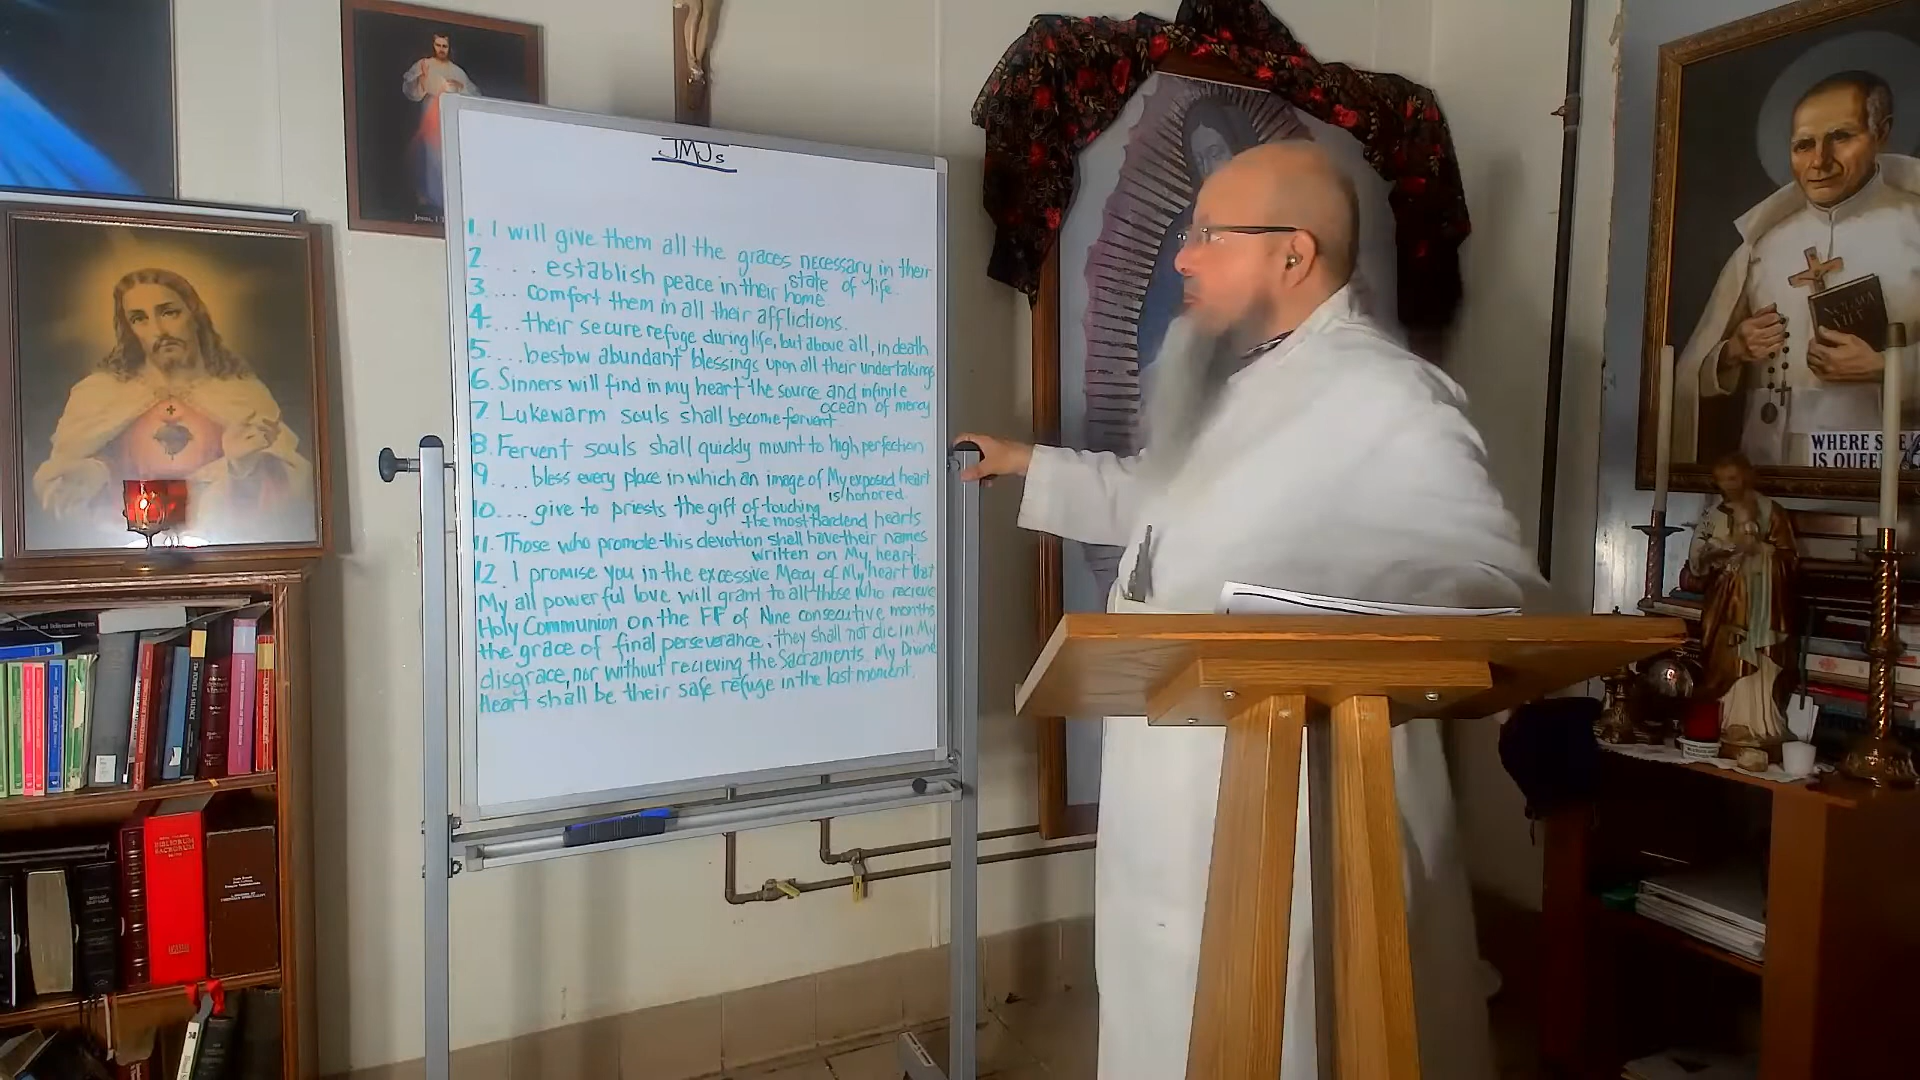 JMJs
1. I will give them all the graces necessary in their
state of life.
2 .... establish peace in their home
3. ... comfort them in all their afflictions.
4. ... their secure refuge during life, but above all, in death
5. ... bestow abundant blessings upon all their undertakings
6. Sinners will find in my heart the source and infinite
ocean of mercy
7. Lukewarm souls shall become fervent
8. Fervent souls shall quickly mount to high perfection
9. ... bless every place in which an image of My exposed heart
is honored.
10. ... give to priests the gift of touching
the most hardend hearts
11. Those who promote this devotion shall have their names
written on My heart.
12. I promise you in the excessive Mercy of My heart that
My all powerful love will grant to all those who recieve
Holy Communion on the FF of Nine consecutive months
the grace of final perseverance, they shall not die in My
disgrace, nor without recieving the Sacraments. My Divine
Heart shall be their safe refuge in the last moment.
Jesus, I
WHERE SHE
IS QUEEN
BIBLIORUM
SACRORUM